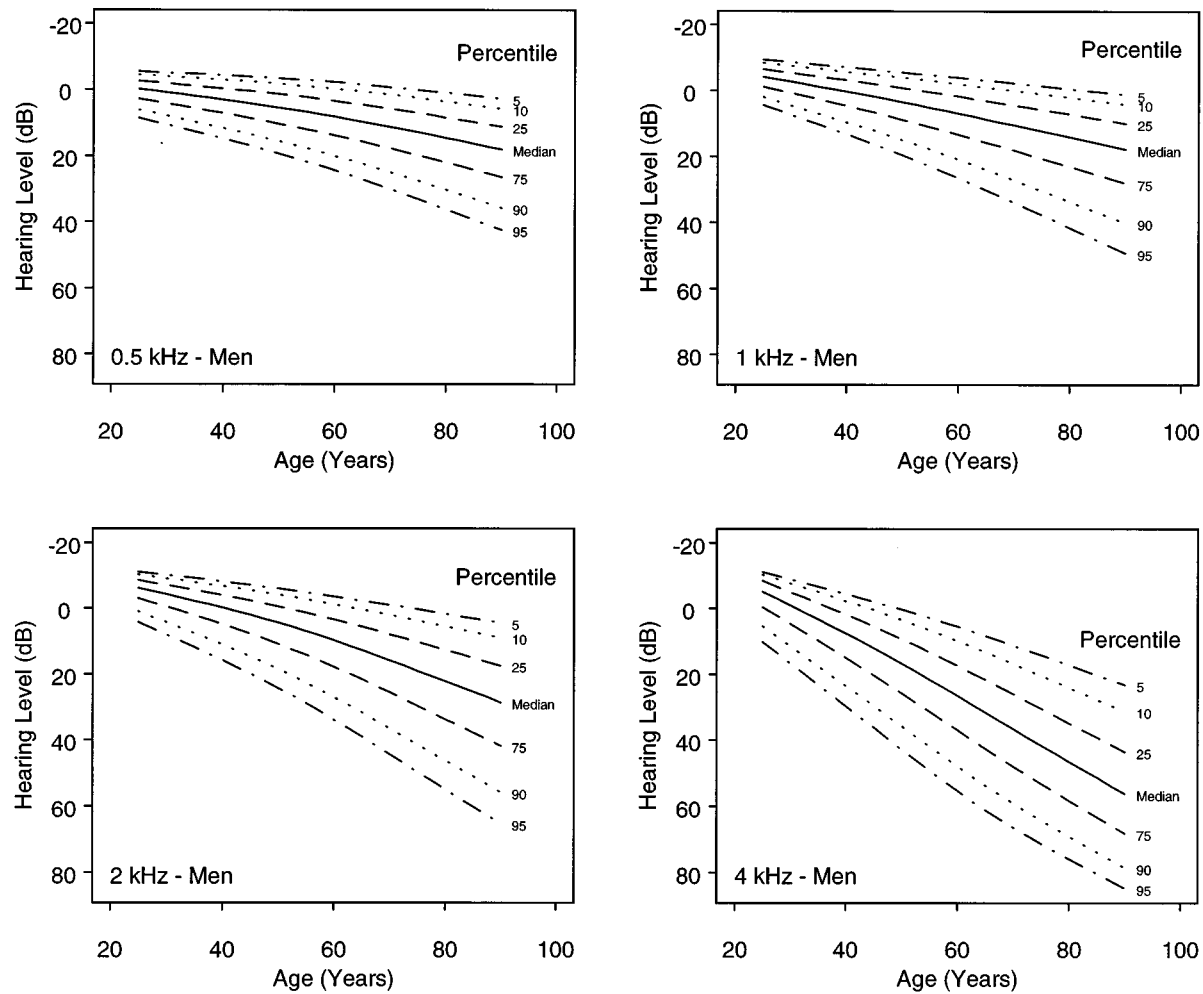 -20
0
20
40
60
80
Hearing Level (dB)
Percentile
5
10
25
Median
75
90
95
0.5 kHz - Men
20 40 60 80 100
Age (Years)
-20
0
20
40
60
80
Hearing Level (dB)
Percentile
5
10
25
Median
75
90
95
1 kHz - Men
20 40 60 80 100
Age (Years)
-20
0
20
40
60
80
Hearing Level (dB)
Percentile
5
10
25
Median
75
90
95
2 kHz - Men
20 40 60 80 100
Age (Years)
-20
0
20
40
60
80
Hearing Level (dB)
Percentile
5
10
25
Median
75
90
95
4 kHz - Men
20 40 60 80 100
Age (Years)